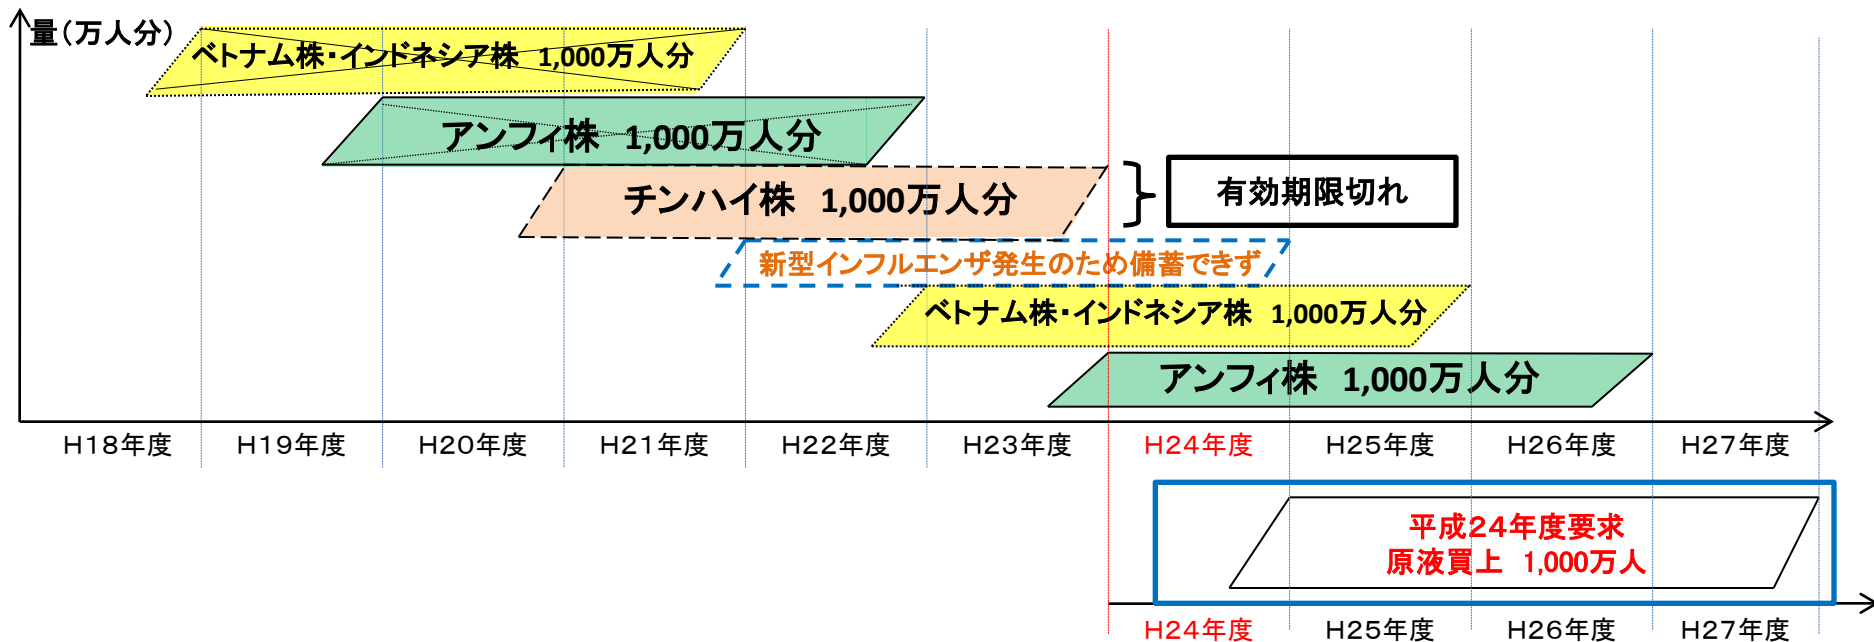 量(万人分)
ベトナム株・インドネシア株 1,000万人分
アンフィ株 1,000万人分
チンハイ株 1,000万人分
有効期限切れ
新型インフルエンザ発生のため備蓄できず
ベトナム株・インドネシア株 1,000万人分
アンフィ株 1,000万人分
H18年度 H19年度 H20年度 H21年度 H22年度 H23年度 H24年度 H25年度 H26年度 H27年度
平成24年度要求
原液買上 1,000万人
H24年度 H25年度 H26年度 H27年度